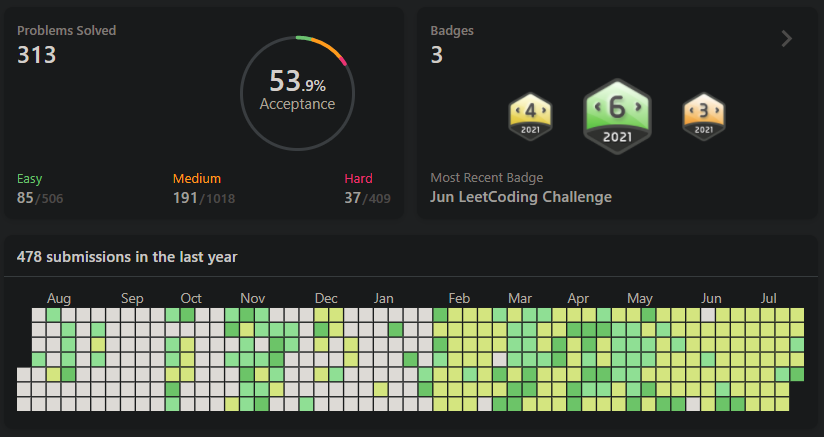 Problems Solved
313
53.9%
Acceptance
Easy
85/506
Medium
191/1018
Hard
37/409
Badges
3
4
2021
6
2021
3
2021
Most Recent Badge
Jun LeetCoding Challenge
478 submissions in the last year
Aug Sep Oct Nov Dec Jan Feb Mar Apr May Jun Jul